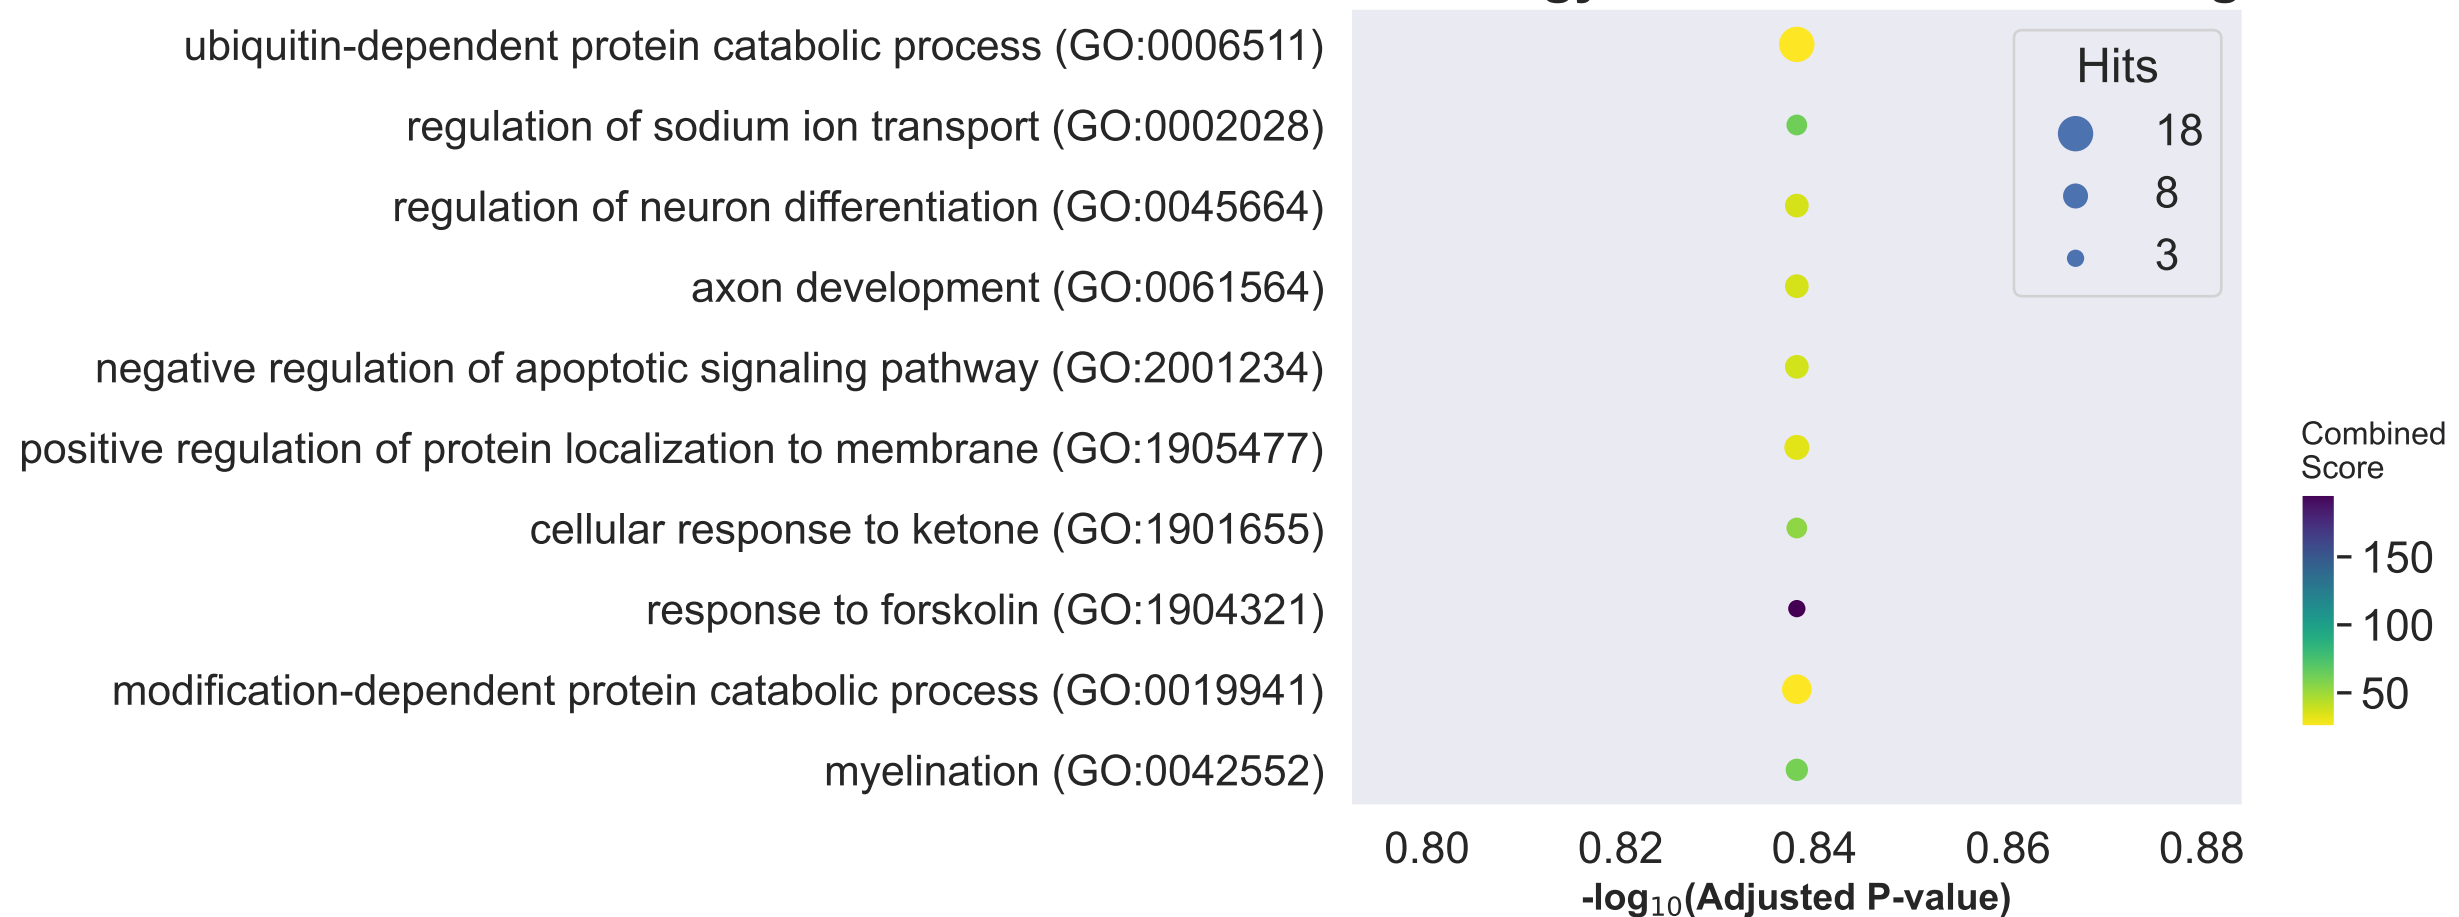 ubiquitin-dependent protein catabolic process (GO:0006511)
regulation of sodium ion transport (GO:0002028)
regulation of neuron differentiation (GO:0045664)
axon development (GO:0061564)
negative regulation of apoptotic signaling pathway (GO:2001234)
positive regulation of protein localization to membrane (GO:1905477)
cellular response to ketone (GO:1901655)
response to forskolin (GO:1904321)
modification-dependent protein catabolic process (GO:0019941)
myelination (GO:0042552)
Hits
18
8
3
Combined
Score
150
100
50
0.80 0.82 0.84 0.86 0.88
-log₁₀(Adjusted P-value)